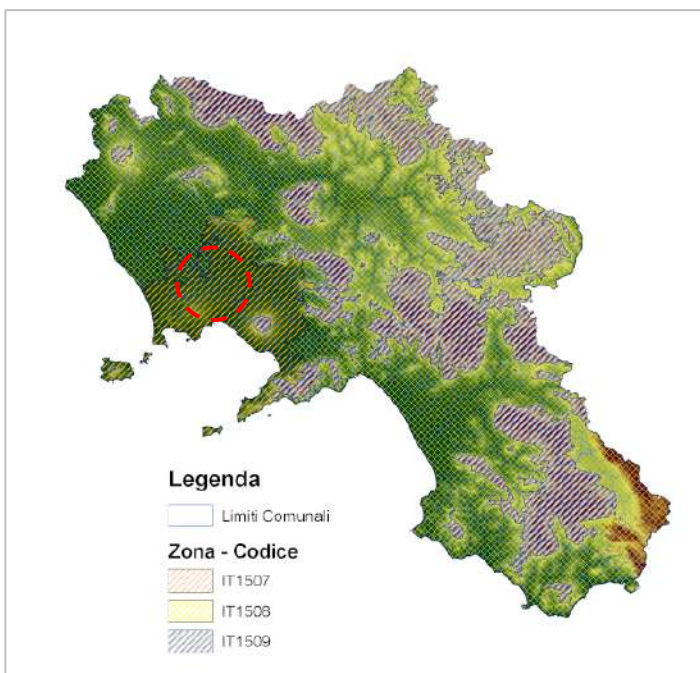 Legenda
Limiti Comunali
Zona - Codice
IT1507
IT1508
IT1509